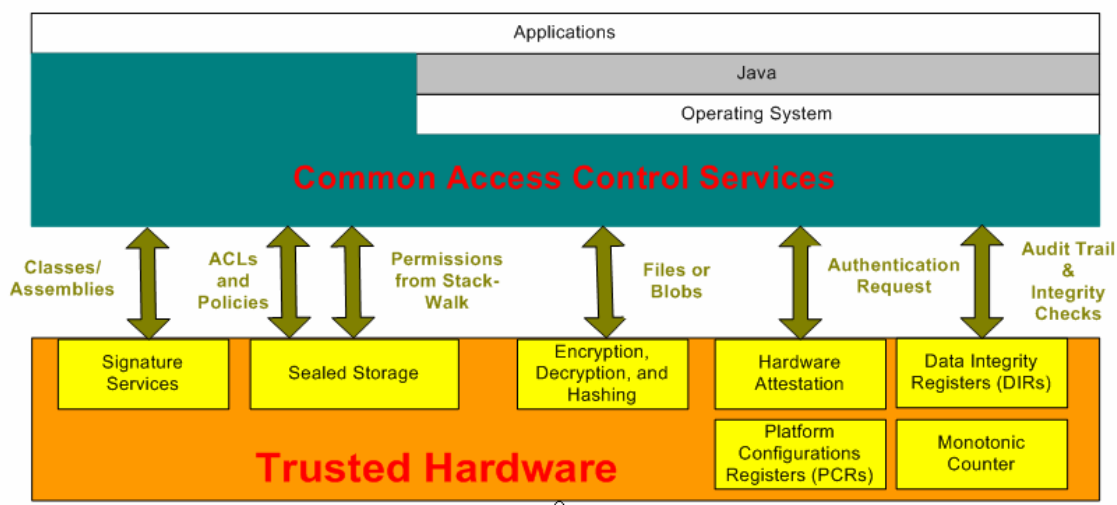 Applications
Java
Operating System
Common Access Control Services
Classes/
Assemblies
ACLs
and
Policies
Permissions
from Stack-
Walk
Files or
Blobs
Authentication
Request
Audit Trail
&
Integrity
Checks
Signature
Services
Sealed Storage
Encryption,
Decryption, and
Hashing
Hardware
Attestation
Data Integrity
Registers (DIRs)
Platform
Configurations
Registers (PCRs)
Monotonic
Counter
Trusted Hardware